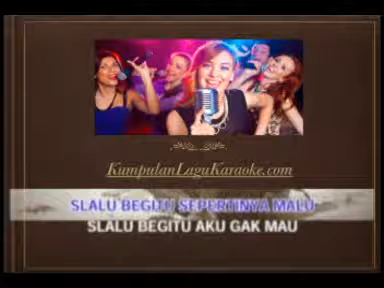 KumpulanLaguKaraoke.com
SLALU BEGITU SEPERTINYA MALU
SLALU BEGITU AKU GAK MAU